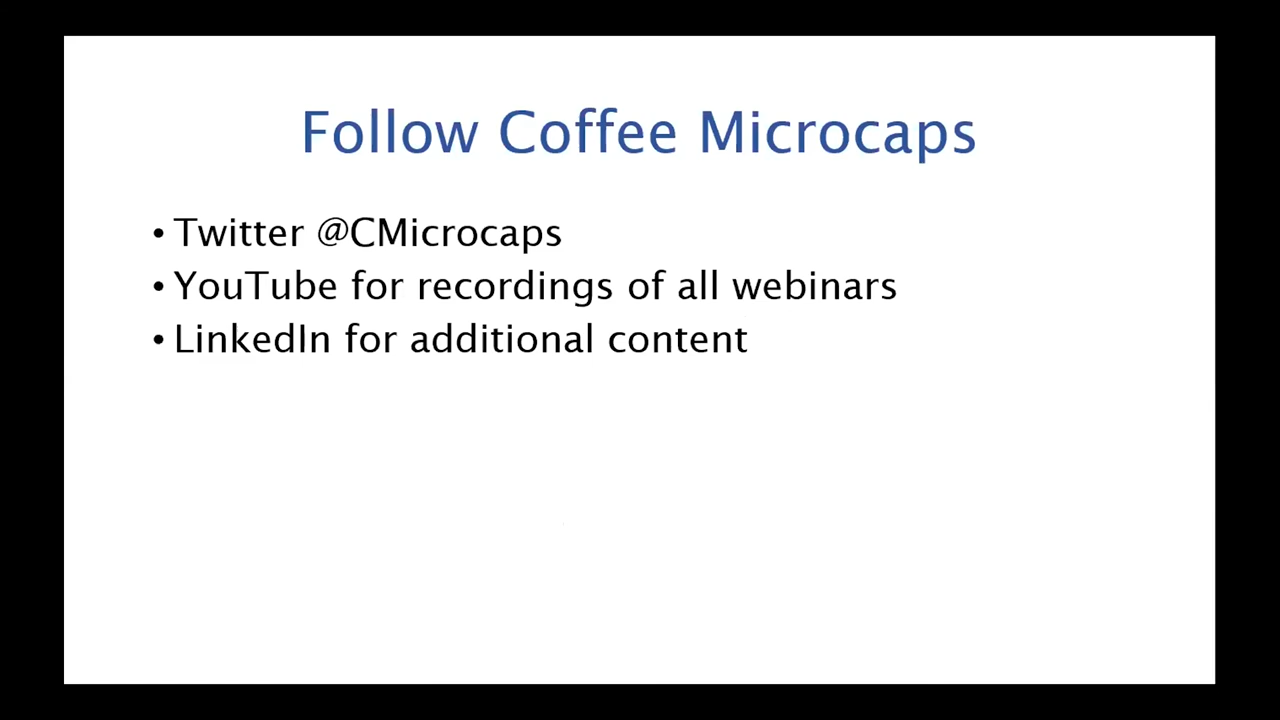 Follow Coffee Microcaps
• Twitter @CMicrocaps
• YouTube for recordings of all webinars
• LinkedIn for additional content